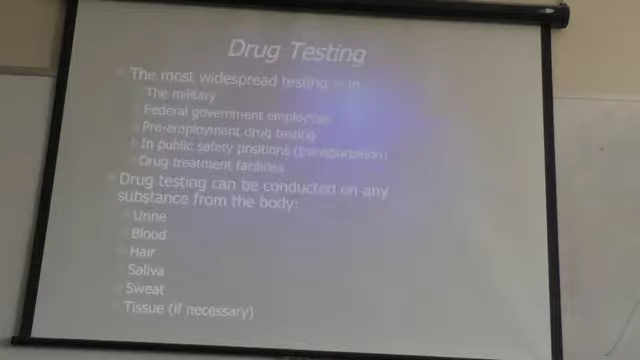 Drug Testing
The most widespread testing is in
The military
Federal government employees
Pre-employment drug testing
In public safety positions (transportation)
Drug treatment facilities
Drug testing can be conducted on any
substance from the body:
Urine
Blood
Hair
Saliva
Sweat
Tissue (if necessary)